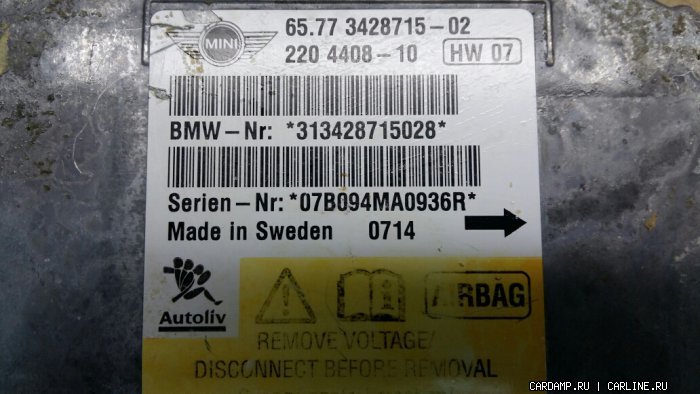 MINI
65.77 3428715-02
220 4408-10 HW 07
BMW-Nr: *313428715028*
Serien-Nr: *07B094MA0936R*
Made in Sweden 0714
Autoliv
AIRBAG
REMOVE VOLTAGE/
DISCONNECT BEFORE REMOVAL
CARDAMP.RU | CARLINE.RU